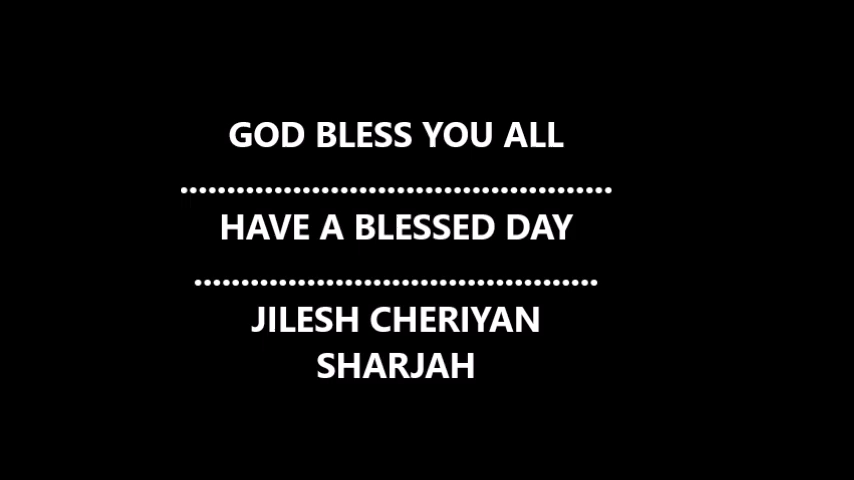 GOD BLESS YOU ALL
..............................................
HAVE A BLESSED DAY
...........................................
JILESH CHERIYAN
SHARJAH